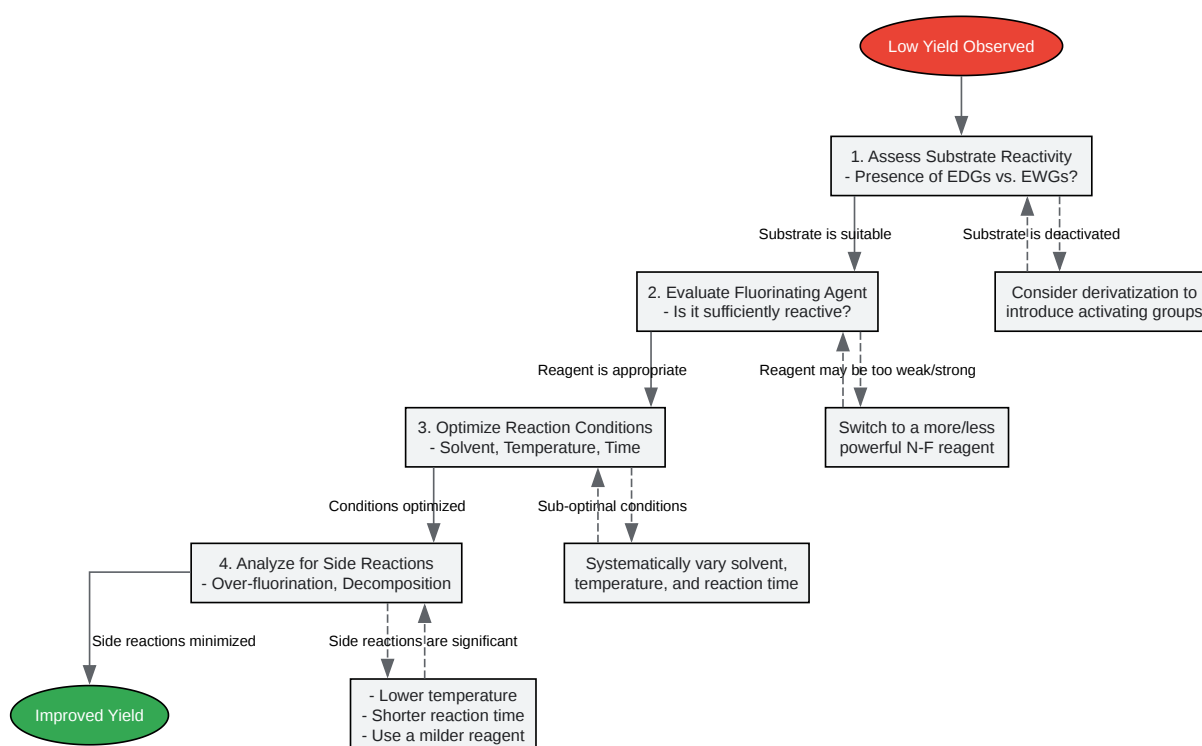 Low Yield Observed
1. Assess Substrate Reactivity
- Presence of EDGs vs. EWGs?
Substrate is suitable
Substrate is deactivated
2. Evaluate Fluorinating Agent
- Is it sufficiently reactive?
Consider derivatization to
introduce activating groups
Reagent is appropriate
Reagent may be too weak/strong
3. Optimize Reaction Conditions
- Solvent, Temperature, Time
Switch to a more/less
powerful N-F reagent
Conditions optimized
Sub-optimal conditions
4. Analyze for Side Reactions
- Over-fluorination, Decomposition
Systematically vary solvent,
temperature, and reaction time
Side reactions minimized
Side reactions are significant
Improved Yield
- Lower temperature
- Shorter reaction time
- Use a milder reagent